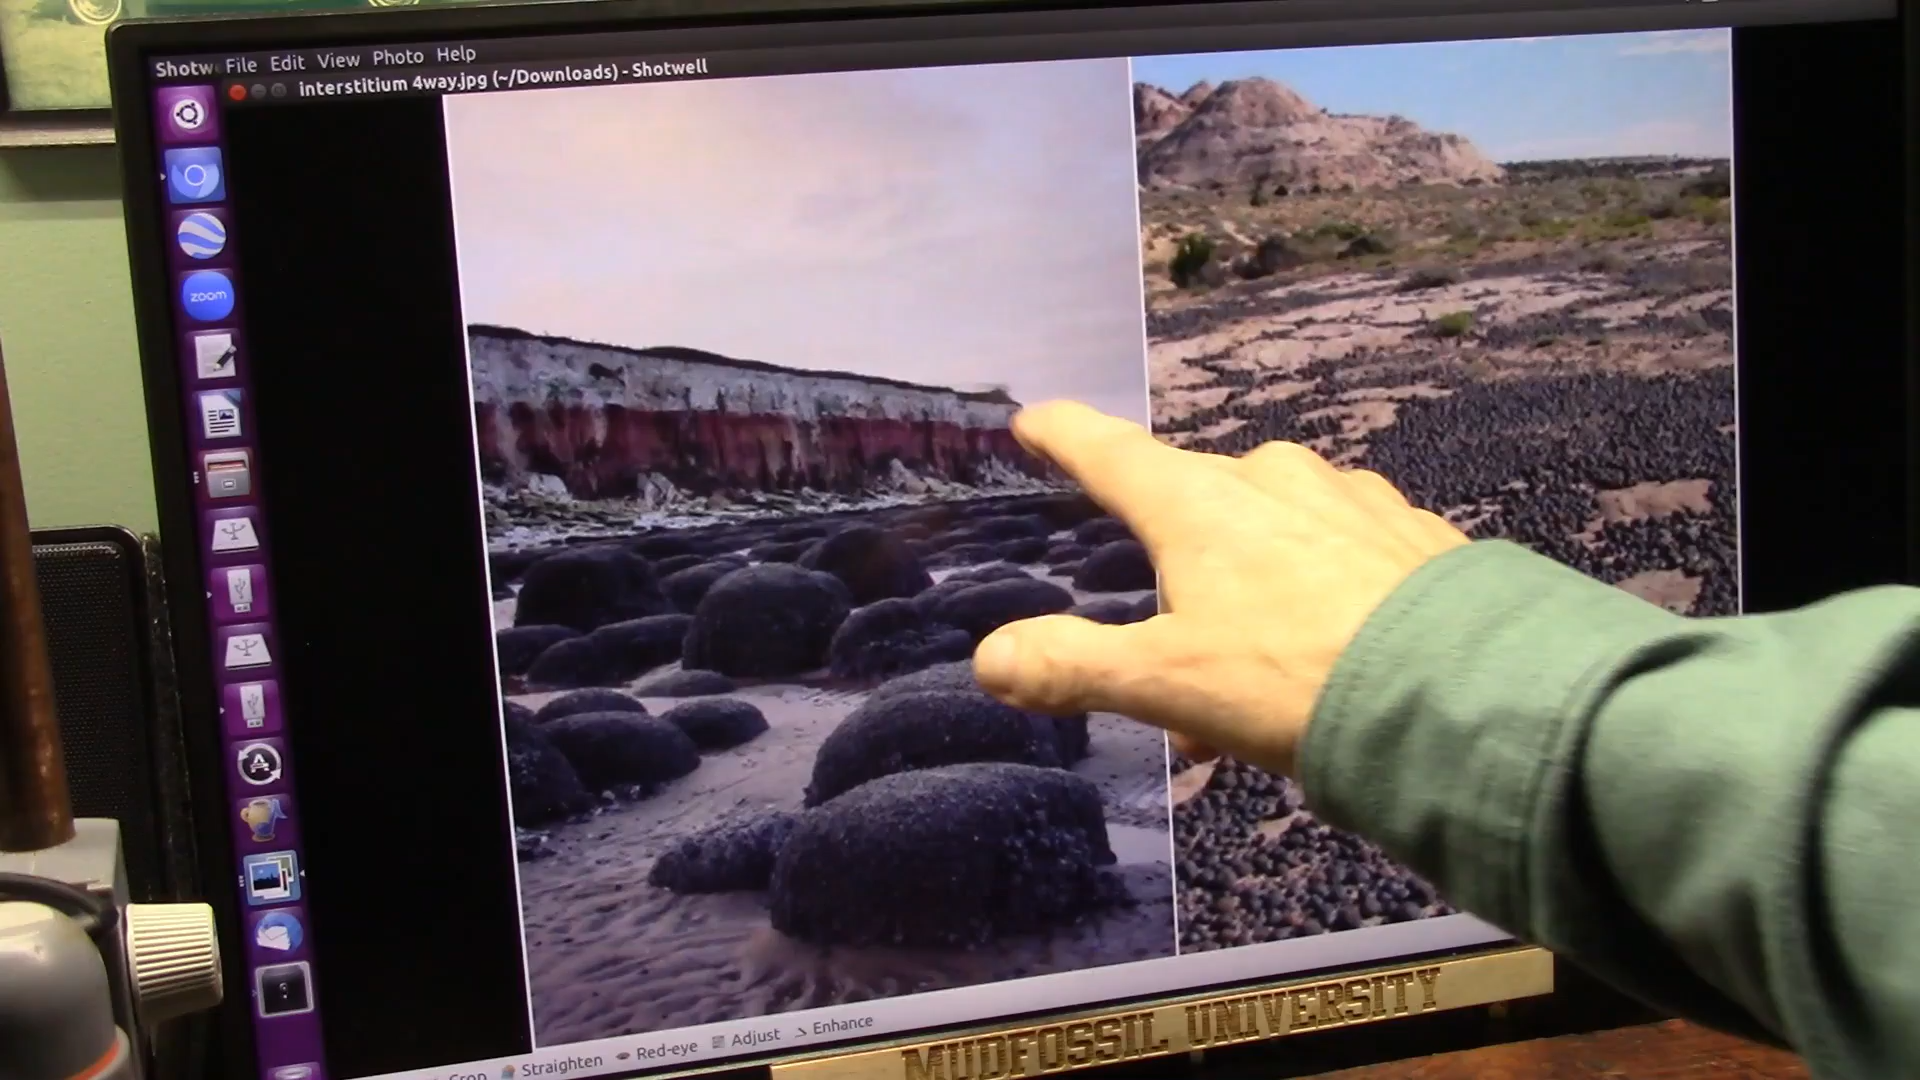 Shotw File Edit View Photo Help
interstitium 4way.jpg (~/Downloads) - Shotwell
zoom
Crop Straighten Red-eye Adjust Enhance
MUDFOSSIL UNIVERSITY